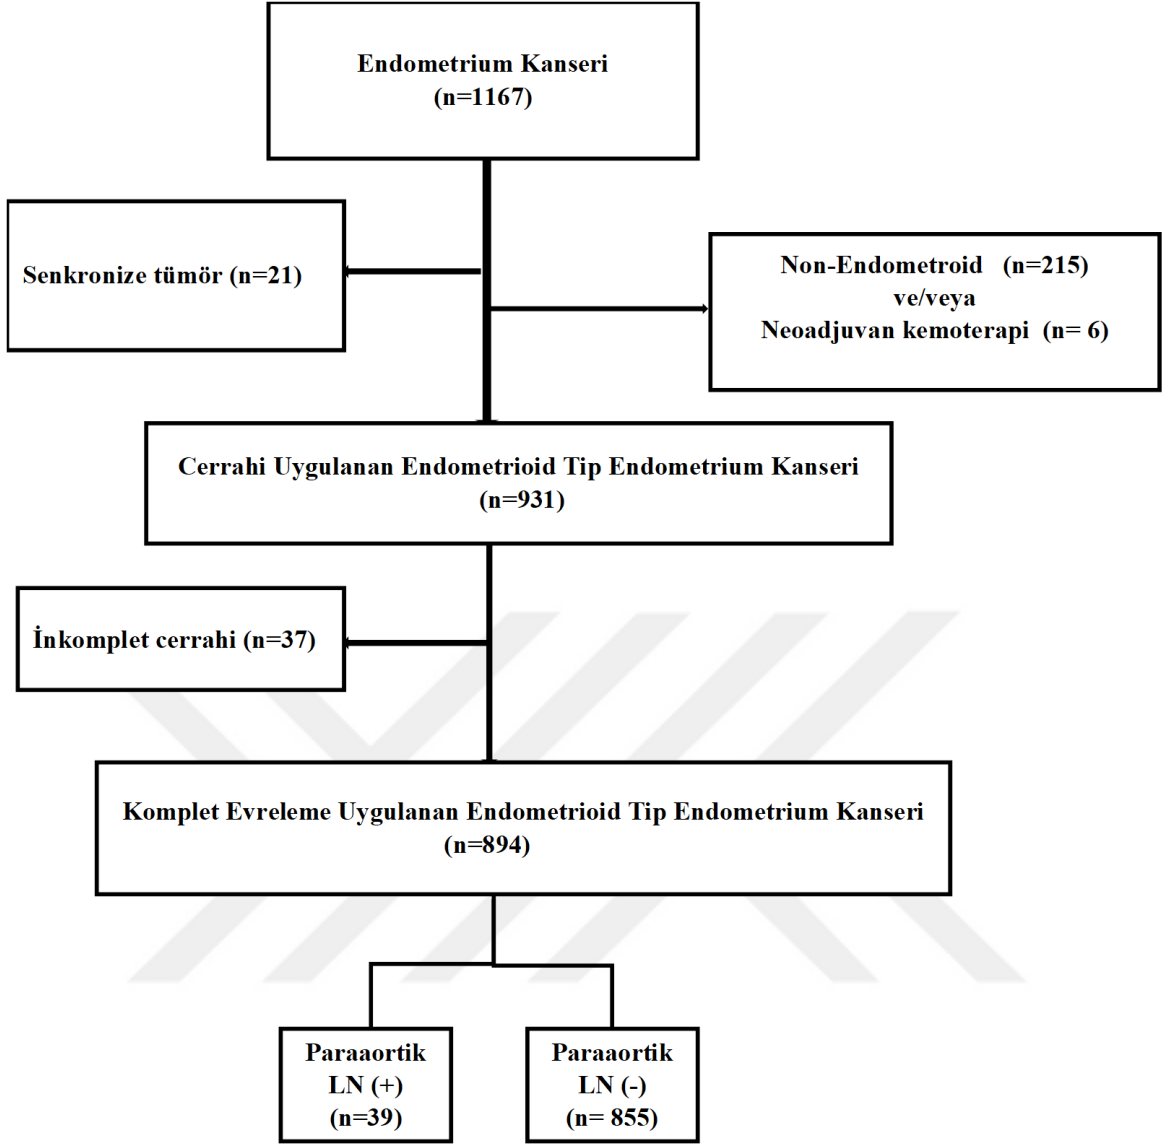 Endometrium Kanseri
(n=1167)
Senkronize tümör (n=21)
Non-Endometroid (n=215)
ve/veya
Neoadjuvan kemoterapi (n= 6)
Cerrahi Uygulanan Endometrioid Tip Endometrium Kanseri
(n=931)
İnkomplet cerrahi (n=37)
Komplet Evreleme Uygulanan Endometrioid Tip Endometrium Kanseri
(n=894)
Paraaortik
LN (+)
(n=39)
Paraaortik
LN (-)
(n= 855)